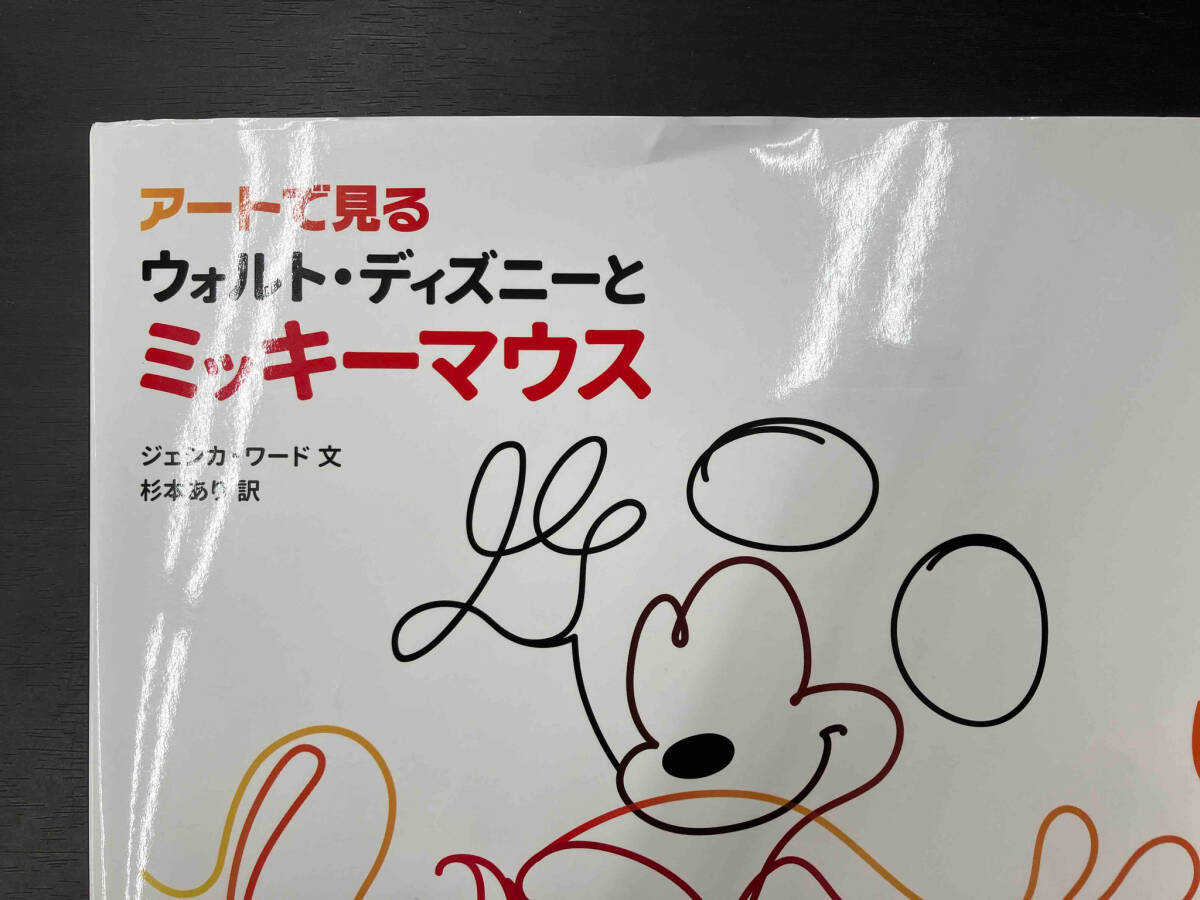 アートで見る
ウォルト・ディズニーと
ミッキーマウス
ジェンカ・ワード 文
杉本あり 訳